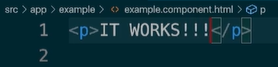 src > app > example > example.component.html > p
1 <p>IT WORKS!!!</p>